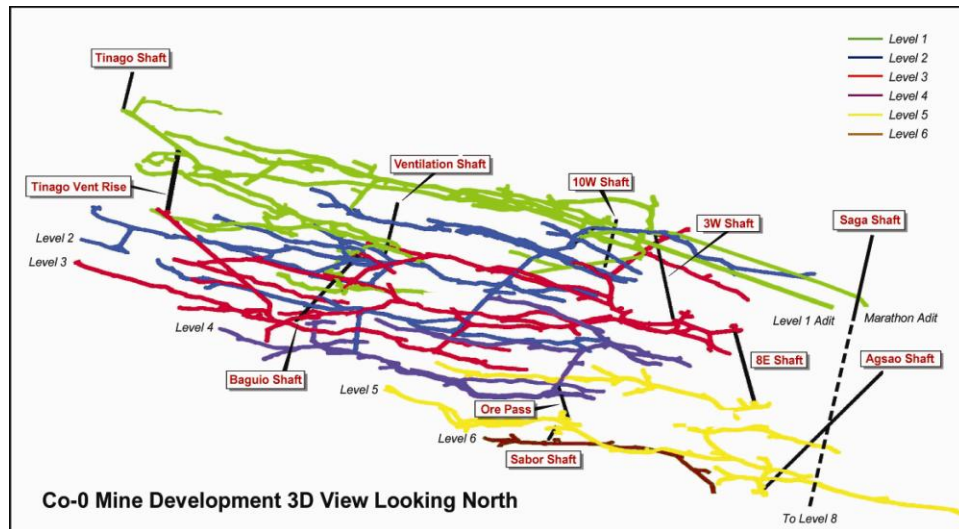 Tinago Shaft
Level 1
Level 2
Level 3
Level 4
Level 5
Level 6
Ventilation Shaft
Tinago Vent Rise
10W Shaft
3W Shaft
Saga Shaft
Level 2
Level 3
Level 1 Adit
Marathon Adit
Level 4
8E Shaft
Agsao Shaft
Baguio Shaft
Level 5
Ore Pass
Level 6
Sabor Shaft
Co-0 Mine Development 3D View Looking North
To Level 8